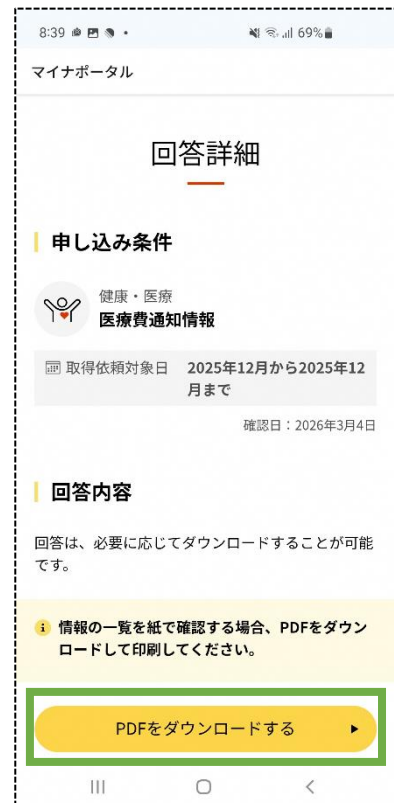 8:39 69%
マイナポータル
回答詳細
申し込み条件
健康・医療
医療費通知情報
取得依頼対象日 2025年12月から2025年12
月まで
確認日：2026年3月4日
回答内容
回答は、必要に応じてダウンロードすることが可能
です。
情報の一覧を紙で確認する場合、PDFをダウン
ロードして印刷してください。
PDFをダウンロードする